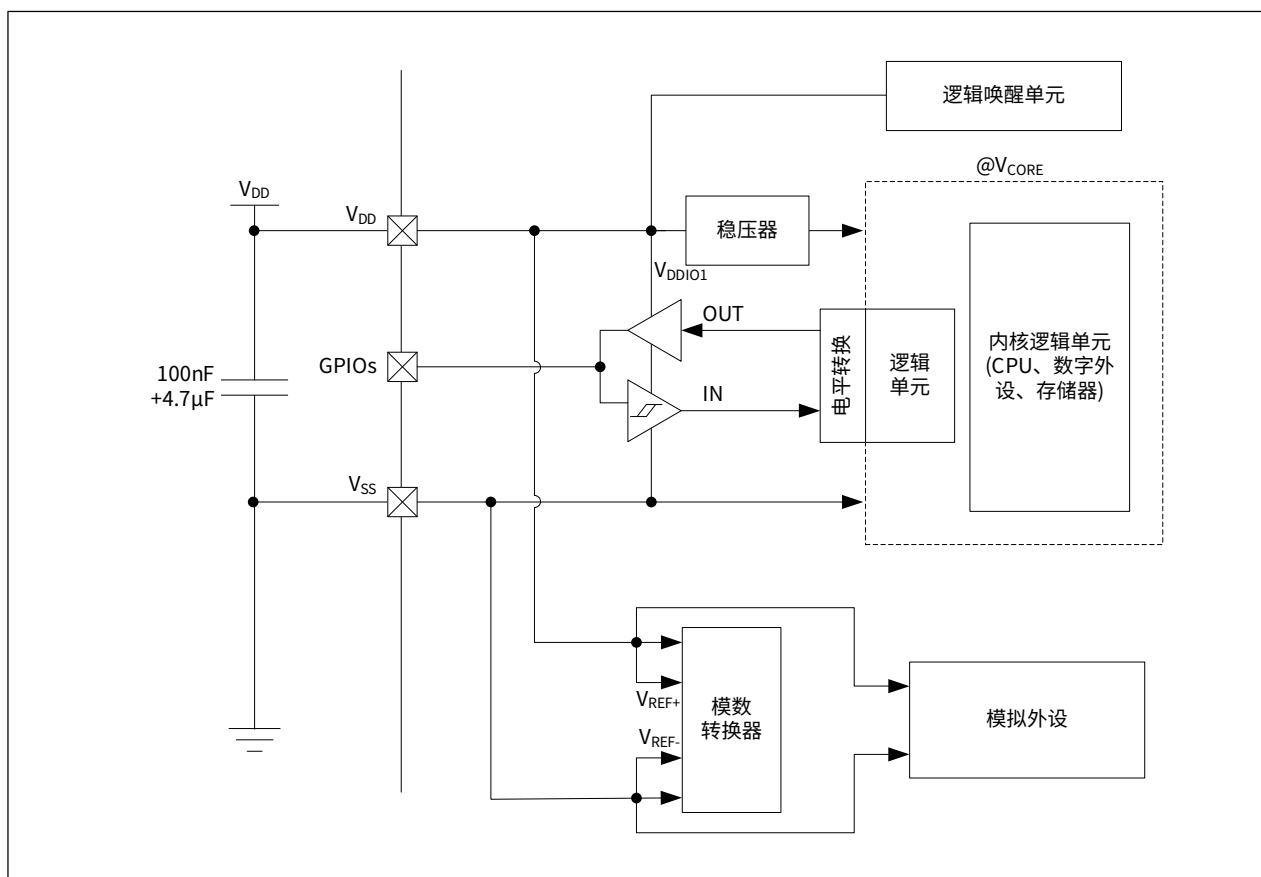 逻辑唤醒单元
@VCORE
VDD
VDD
稳压器
VDDIO1
OUT
GPIOs
100nF
+4.7μF
电平转换
逻辑
单元
内核逻辑单元
(CPU、数字外
设、存储器)
IN
VSS
VREF+
VREF-
模数
转换器
模拟外设